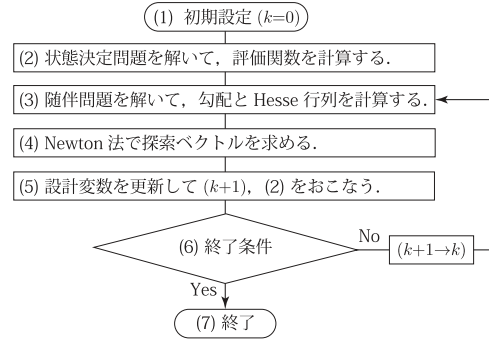 (1) 初期設定 (k=0)
(2) 状態決定問題を解いて，評価関数を計算する．
(3) 随伴問題を解いて，勾配と Hesse 行列を計算する．
(4) Newton 法で探索ベクトルを求める．
(5) 設計変数を更新して (k+1)，(2) をおこなう．
(6) 終了条件
No
(k+1→k)
Yes
(7) 終了